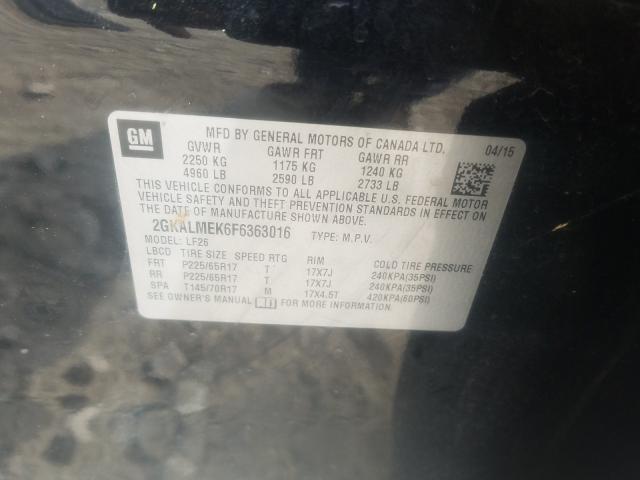 GM
MFD BY GENERAL MOTORS OF CANADA LTD. 04/15
GVWR GAWR FRT GAWR RR
2250 KG 1175 KG 1240 KG
4960 LB 2590 LB 2733 LB
THIS VEHICLE CONFORMS TO ALL APPLICABLE U.S. FEDERAL MOTOR
VEHICLE SAFETY AND THEFT PREVENTION STANDARDS IN EFFECT ON
THE DATE OF MANUFACTURE SHOWN ABOVE.
2GKALMEK6F6363016 TYPE: M.P.V.
MODEL: LF26
LBCD TIRE SIZE SPEED RTG RIM COLD TIRE PRESSURE
FRT P225/65R17 T 17X7J 240KPA(35PSI)
RR P225/65R17 T 17X7J 240KPA(35PSI)
SPA T145/70R17 M 17X4.5T 420KPA(60PSI)
SEE OWNER'S MANUAL FOR MORE INFORMATION.